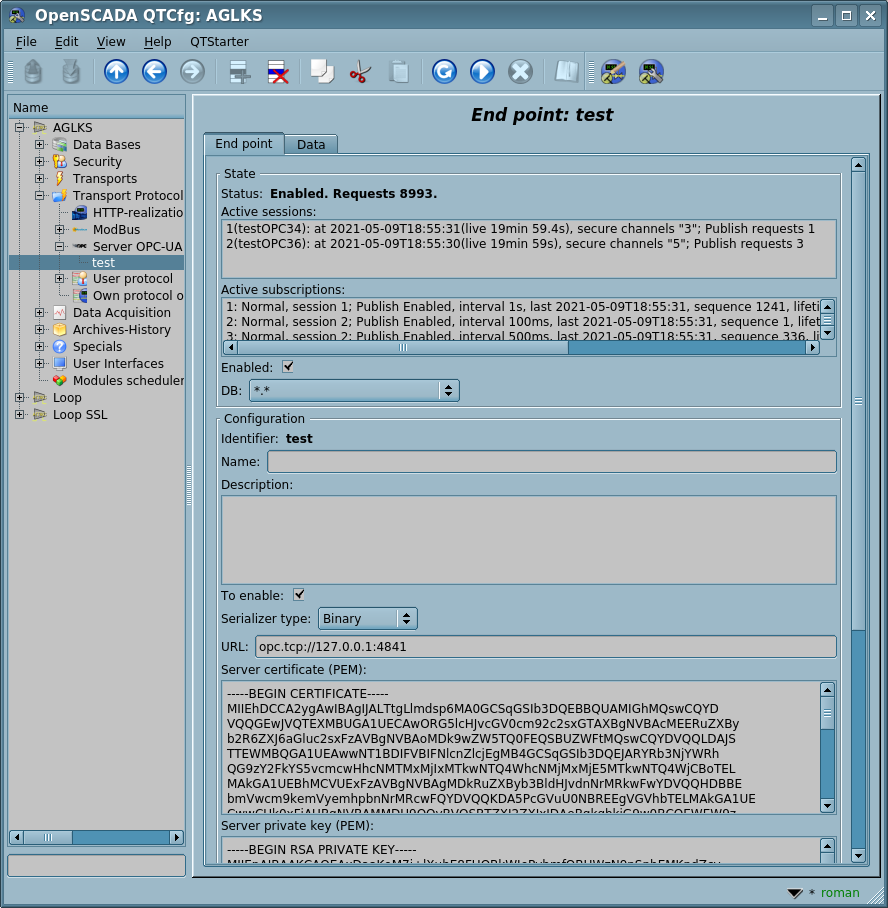 OpenSCADA QTCfg: AGLKS
File Edit View Help QTStarter
Name
AGLKS
Data Bases
Security
Transports
Transport Protocol
HTTP-realizatio
ModBus
Server OPC-UA
test
User protocol
Own protocol o
Data Acquisition
Archives-History
Specials
User Interfaces
Modules scheduler
Loop
Loop SSL
End point: test
End point Data
State
Status: Enabled. Requests 8993.
Active sessions:
1(testOPC34): at 2021-05-09T18:55:31(live 19min 59.4s), secure channels "3"; Publish requests 1
2(testOPC36): at 2021-05-09T18:55:30(live 19min 59s), secure channels "5"; Publish requests 3
Active subscriptions:
1: Normal, session 1; Publish Enabled, interval 1s, last 2021-05-09T18:55:31, sequence 1241, lifeti
2: Normal, session 2; Publish Enabled, interval 100ms, last 2021-05-09T18:55:31, sequence 1, lifet
3: Normal, session 2; Publish Enabled, interval 500ms, last 2021-05-09T18:55:31, sequence 336, li
Enabled:
DB: *.*
Configuration
Identifier: test
Name:
Description:
To enable:
Serializer type: Binary
URL: opc.tcp://127.0.0.1:4841
Server certificate (PEM):
-----BEGIN CERTIFICATE-----
MIIEhDCCA2ygAwIBAgIJALTtgLlmdsp6MA0GCSqGSIb3DQEBBQUAMIGhMQswCQYD
VQQGEwJVQTEXMBUGA1UECAwORG5lcHJvcGV0cm92c2sxGTAXBgNVBAcMEERuZXBy
b2R6ZXJ6aGluc2sxFzAVBgNVBAoMDk9wZW5TQ0FEQSBUZWFtMQswCQYDVQQLDAJS
TTEWMBQGA1UEAwwNT1BDIFVBIFNlcnZlcjEgMB4GCSqGSIb3DQEJARYRb3NjYWRh
QG9zY2FkYS5vcmcwHhcNMTMxMjIxMTkwNTQ4WhcNMjMxMjE5MTkwNTQ4WjCBoTEL
MAkGA1UEBhMCVUExFzAVBgNVBAgMDkRuZXByb3BldHJvdnNrMRkwFwYDVQQHDBBE
bmVwcm9kemVyemhpbnNrMRcwFQYDVQQKDA5PcGVuU0NBREEgVGVhbTELMAkGA1UE
Server private key (PEM):
-----BEGIN RSA PRIVATE KEY-----
* roman